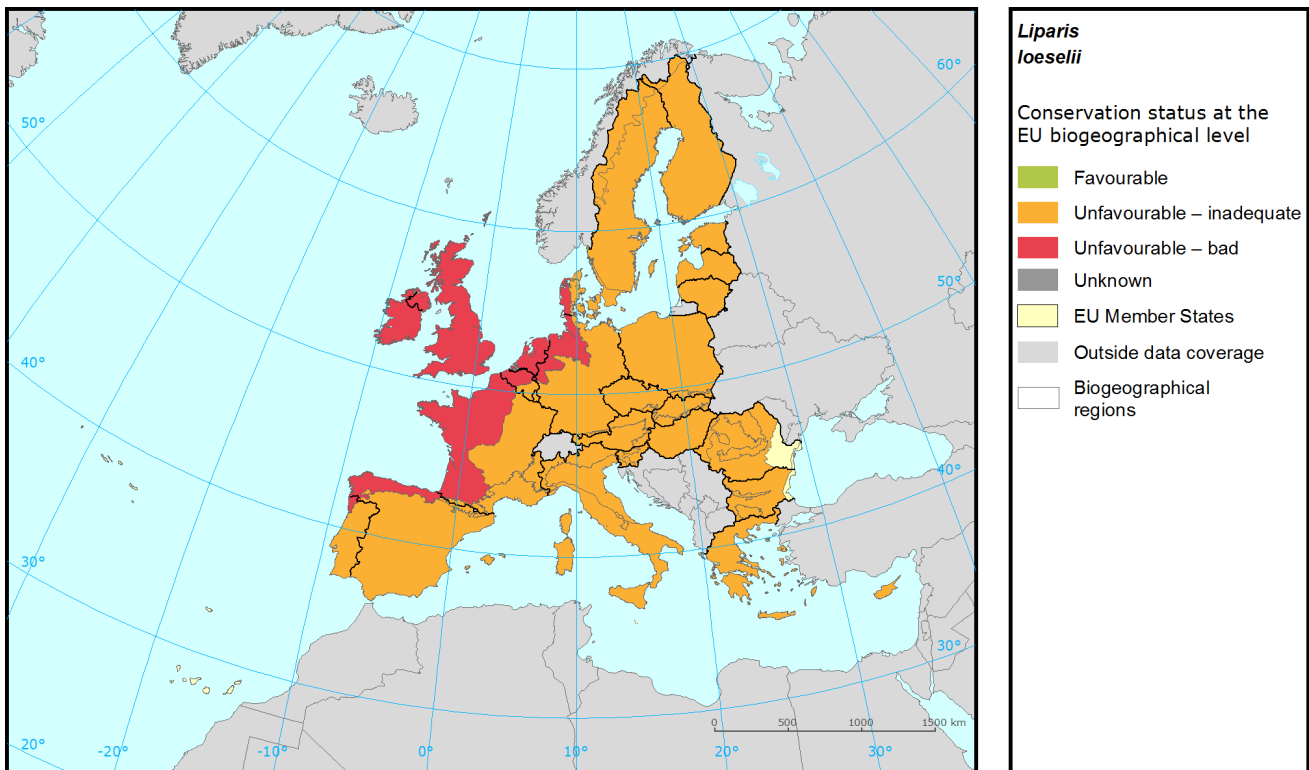 Liparis
loeselii
Conservation status at the
EU biogeographical level
Favourable
Unfavourable – inadequate
Unfavourable – bad
Unknown
EU Member States
Outside data coverage
Biogeographical
regions
60°
50°
50°
40°
40°
30°
30°
0 500 1000 1500 km
20° -20° -10° 0° 10° 20° 30°